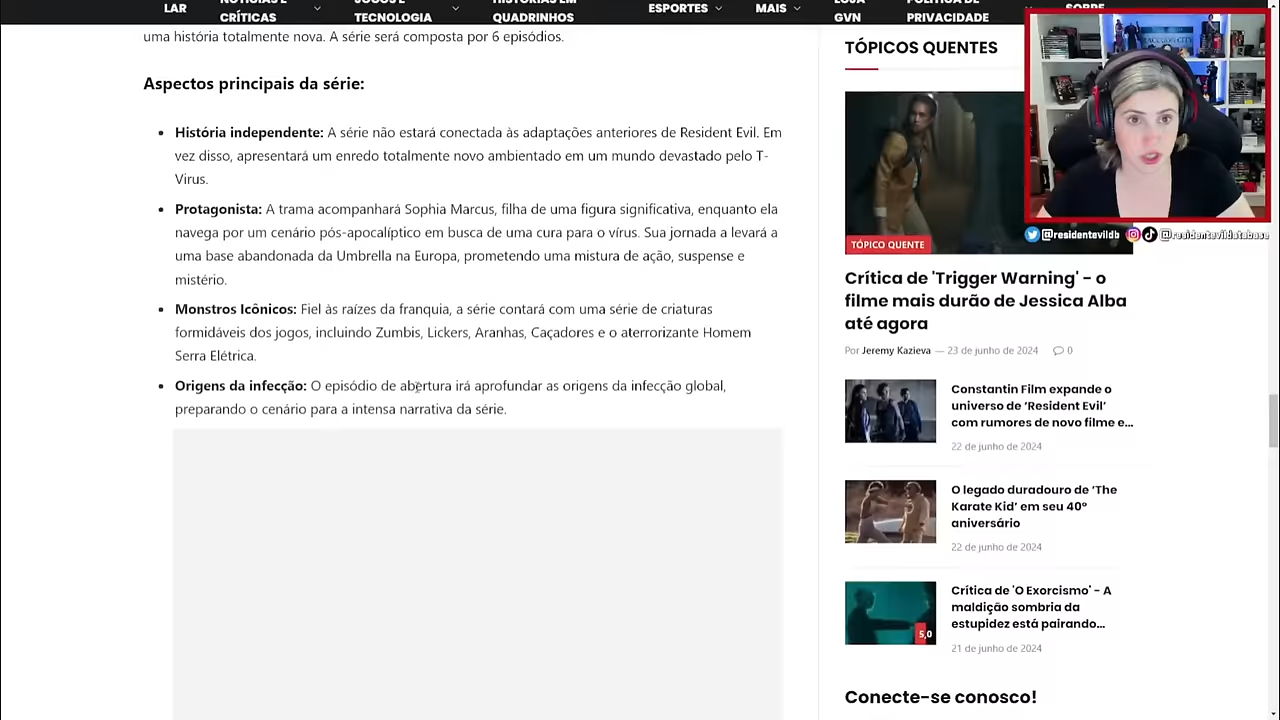 LAR
NOTÍCIAS E
CRÍTICAS
JOGOS E
TECNOLOGIA
HISTÓRIAS EM
QUADRINHOS
ESPORTES
MAIS
LOJA
GVN
POLÍTICA DE
PRIVACIDADE
SOBRE
uma história totalmente nova. A série será composta por 6 episódios.
Aspectos principais da série:
• História independente: A série não estará conectada às adaptações anteriores de Resident Evil. Em
vez disso, apresentará um enredo totalmente novo ambientado em um mundo devastado pelo T-
Virus.
• Protagonista: A trama acompanhará Sophia Marcus, filha de uma figura significativa, enquanto ela
navega por um cenário pós-apocalíptico em busca de uma cura para o vírus. Sua jornada a levará a
uma base abandonada da Umbrella na Europa, prometendo uma mistura de ação, suspense e
mistério.
• Monstros Icônicos: Fiel às raízes da franquia, a série contará com uma série de criaturas
formidáveis dos jogos, incluindo Zumbis, Lickers, Aranhas, Caçadores e o aterrorizante Homem
Serra Elétrica.
• Origens da infecção: O episódio de abertura irá aprofundar as origens da infecção global,
preparando o cenário para a intensa narrativa da série.
TÓPICOS QUENTES
TÓPICO QUENTE
Crítica de 'Trigger Warning' - o
filme mais durão de Jessica Alba
até agora
Por Jeremy Kazieva — 23 de junho de 2024 0
Constantin Film expande o
universo de 'Resident Evil'
com rumores de novo filme e...
22 de junho de 2024
O legado duradouro de 'The
Karate Kid' em seu 40º
aniversário
22 de junho de 2024
5,0
Crítica de 'O Exorcismo' - A
maldição sombria da
estupidez está pairando...
21 de junho de 2024
Conecte-se conosco!
@residentevildb @residentevildatabase